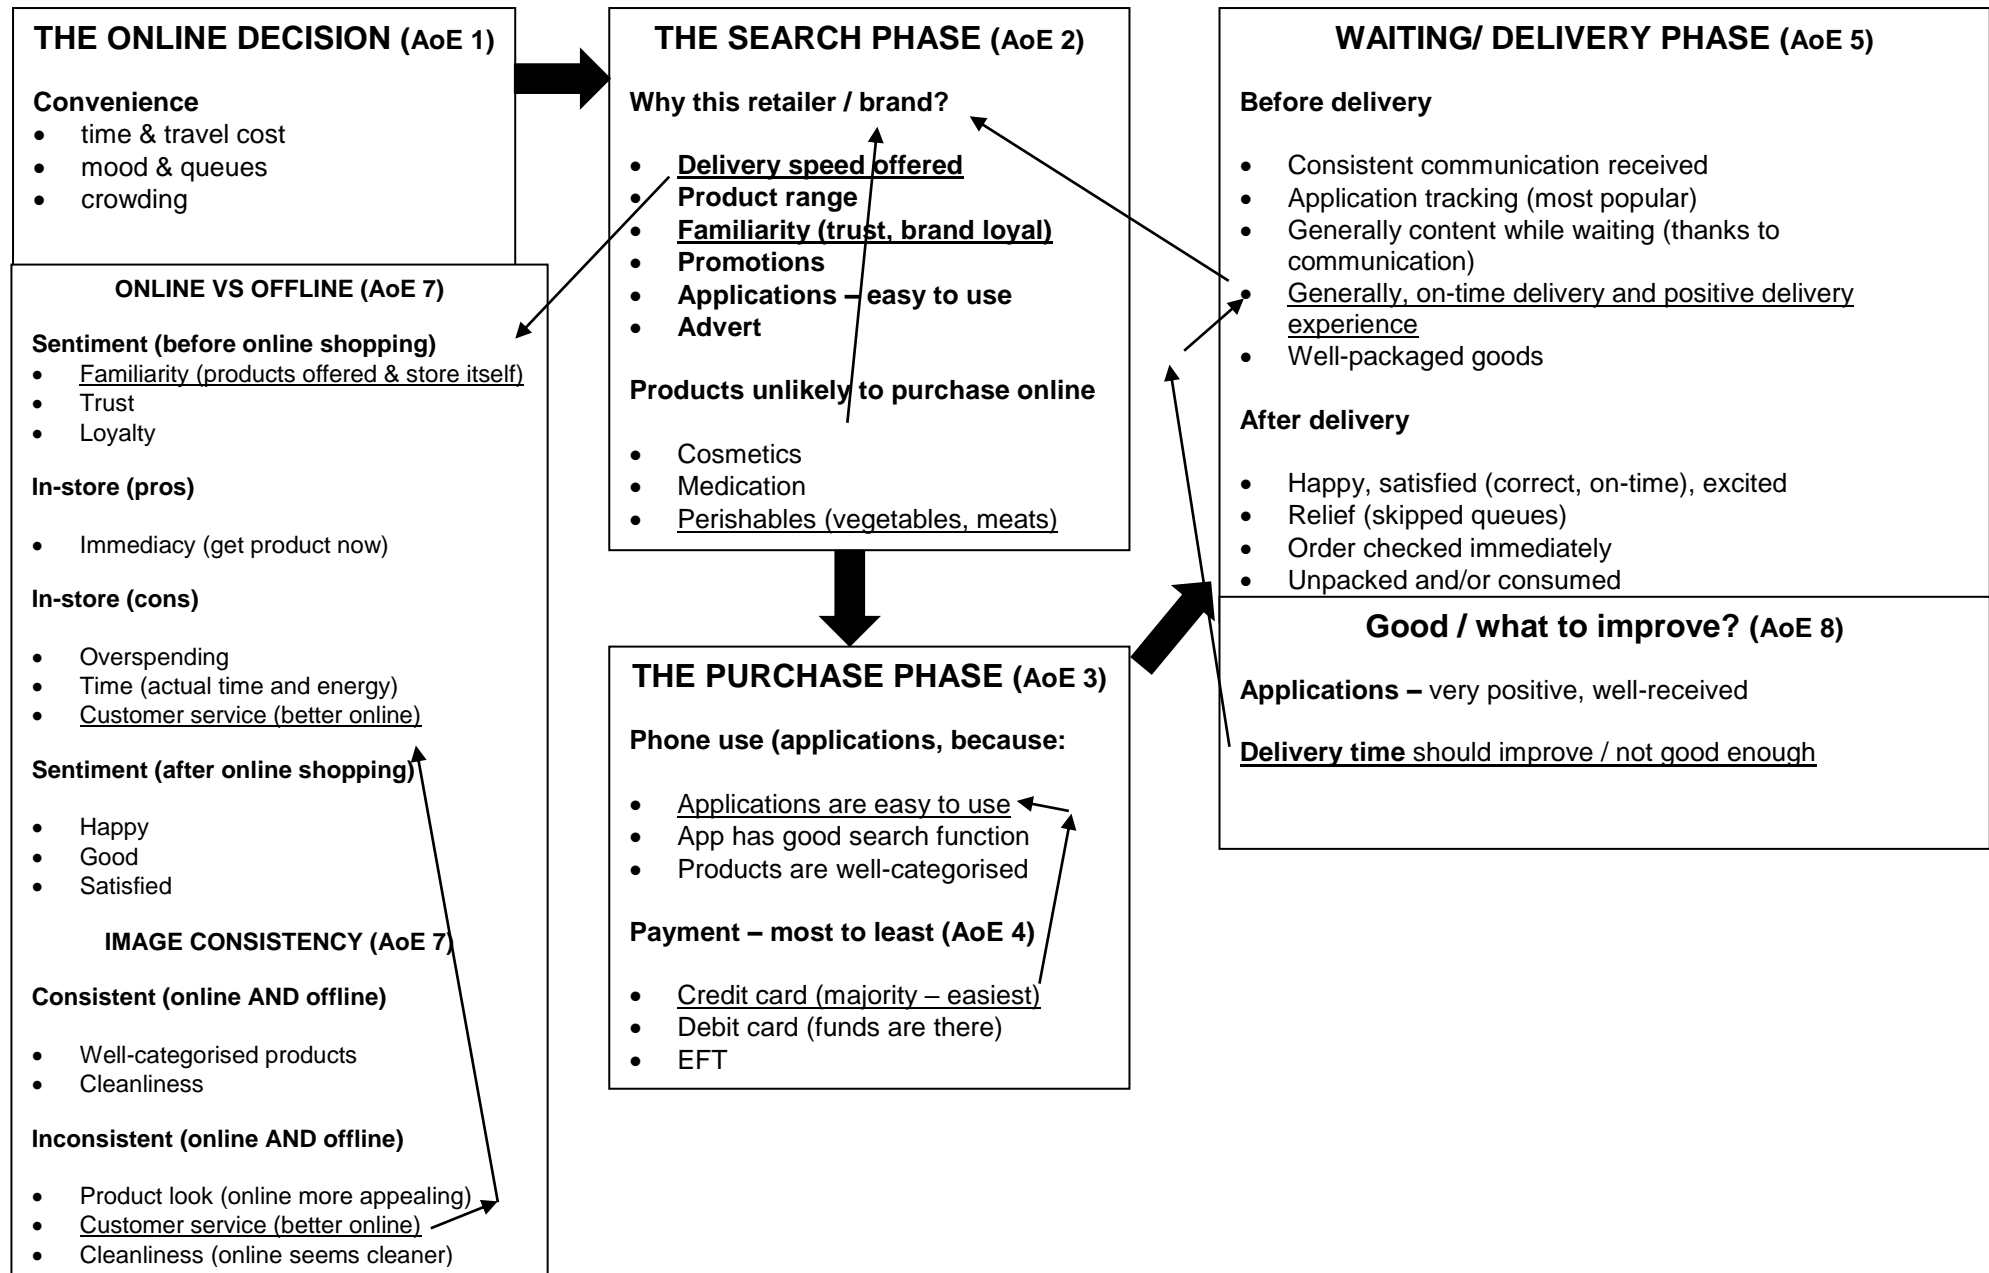 THE ONLINE DECISION (AoE 1)
Convenience
• time & travel cost
• mood & queues
• crowding
ONLINE VS OFFLINE (AoE 7)
Sentiment (before online shopping)
• Familiarity (products offered & store itself)
• Trust
• Loyalty
In-store (pros)
• Immediacy (get product now)
In-store (cons)
• Overspending
• Time (actual time and energy)
• Customer service (better online)
Sentiment (after online shopping)
• Happy
• Good
• Satisfied
IMAGE CONSISTENCY (AoE 7)
Consistent (online AND offline)
• Well-categorised products
• Cleanliness
Inconsistent (online AND offline)
• Product look (online more appealing)
• Customer service (better online)
• Cleanliness (online seems cleaner)
THE SEARCH PHASE (AoE 2)
Why this retailer / brand?
• Delivery speed offered
• Product range
• Familiarity (trust, brand loyal)
• Promotions
• Applications – easy to use
• Advert
Products unlikely to purchase online
• Cosmetics
• Medication
• Perishables (vegetables, meats)
THE PURCHASE PHASE (AoE 3)
Phone use (applications, because:
• Applications are easy to use
• App has good search function
• Products are well-categorised
Payment – most to least (AoE 4)
• Credit card (majority – easiest)
• Debit card (funds are there)
• EFT
WAITING/ DELIVERY PHASE (AoE 5)
Before delivery
• Consistent communication received
• Application tracking (most popular)
• Generally content while waiting (thanks to
communication)
• Generally, on-time delivery and positive delivery
experience
• Well-packaged goods
After delivery
• Happy, satisfied (correct, on-time), excited
• Relief (skipped queues)
• Order checked immediately
• Unpacked and/or consumed
Good / what to improve? (AoE 8)
Applications – very positive, well-received
Delivery time should improve / not good enough